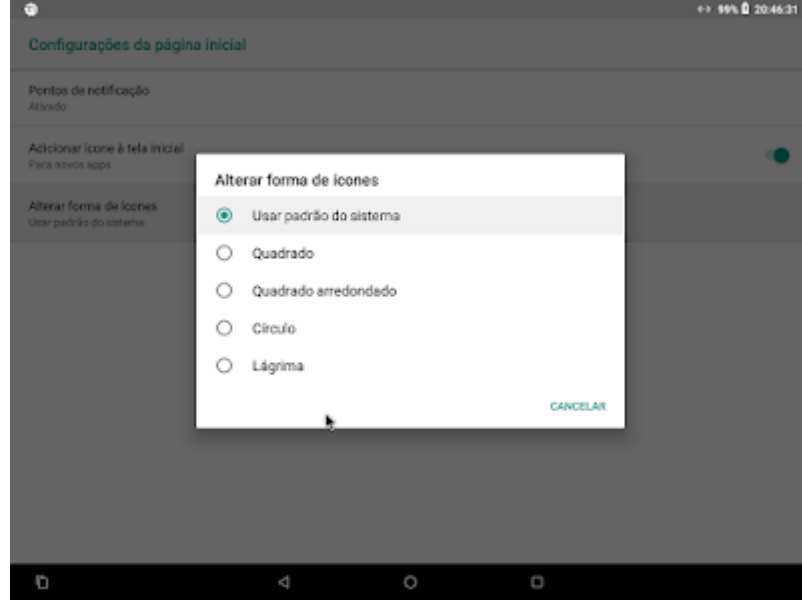 99% 20:46:31
Configurações da página inicial
Pontos de notificação
Ativado
Adicionar ícone à tela inicial
Para novos apps
Alterar forma de ícones
Usar padrão do sistema
Alterar forma de ícones
Usar padrão do sistema
Quadrado
Quadrado arredondado
Círculo
Lágrima
CANCELAR